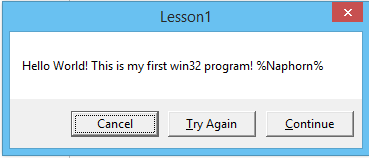 Lesson1
Hello World! This is my first win32 program! %Naphorn%
Cancel Try Again Continue